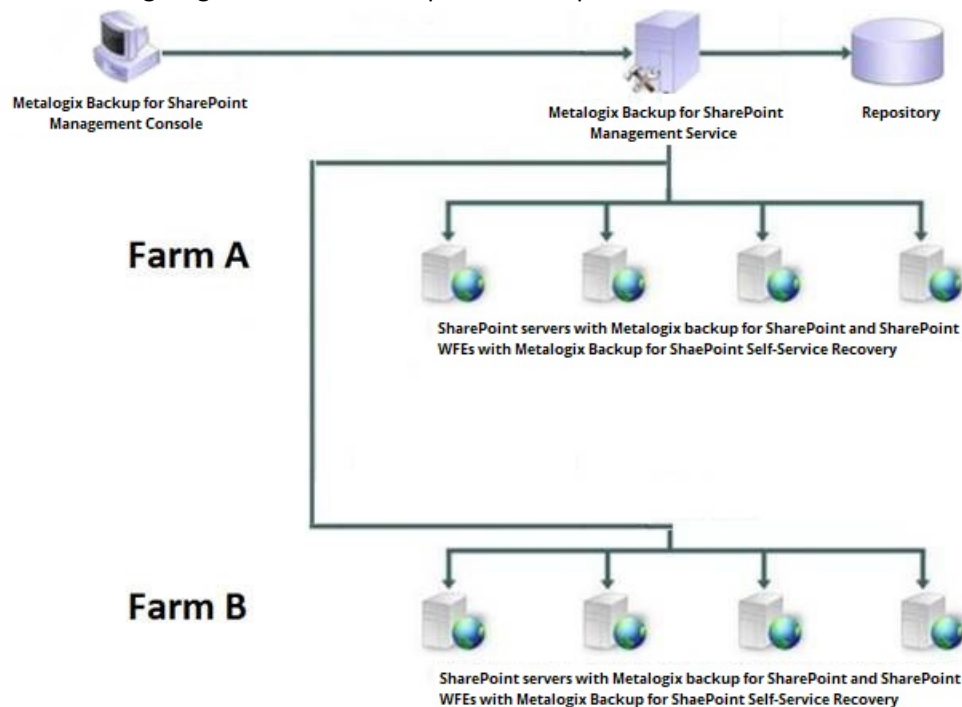 Metalogix Backup for SharePoint
Management Console
Metalogix Backup for SharePoint
Management Service
Repository
Farm A
SharePoint servers with Metalogix backup for SharePoint and SharePoint
WFEs with Metalogix Backup for ShaePoint Self-Service Recovery
Farm B
SharePoint servers with Metalogix backup for SharePoint and SharePoint
WFEs with Metalogix Backup for ShaePoint Self-Service Recovery